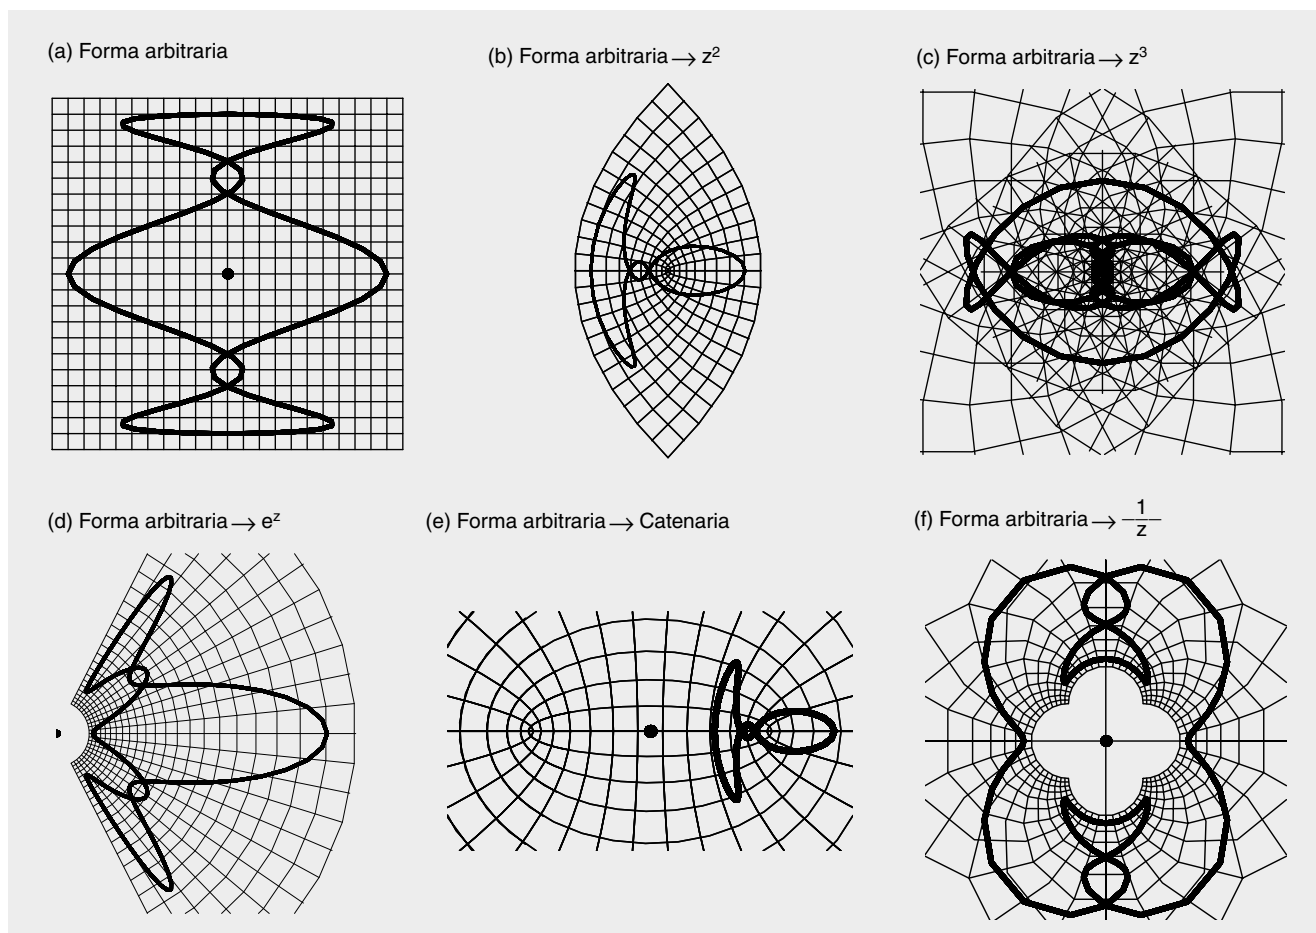 (a) Forma arbitraria
(b) Forma arbitraria → z²
(c) Forma arbitraria → z³
(d) Forma arbitraria → eᶻ
(e) Forma arbitraria → Catenaria
(f) Forma arbitraria → 1/z